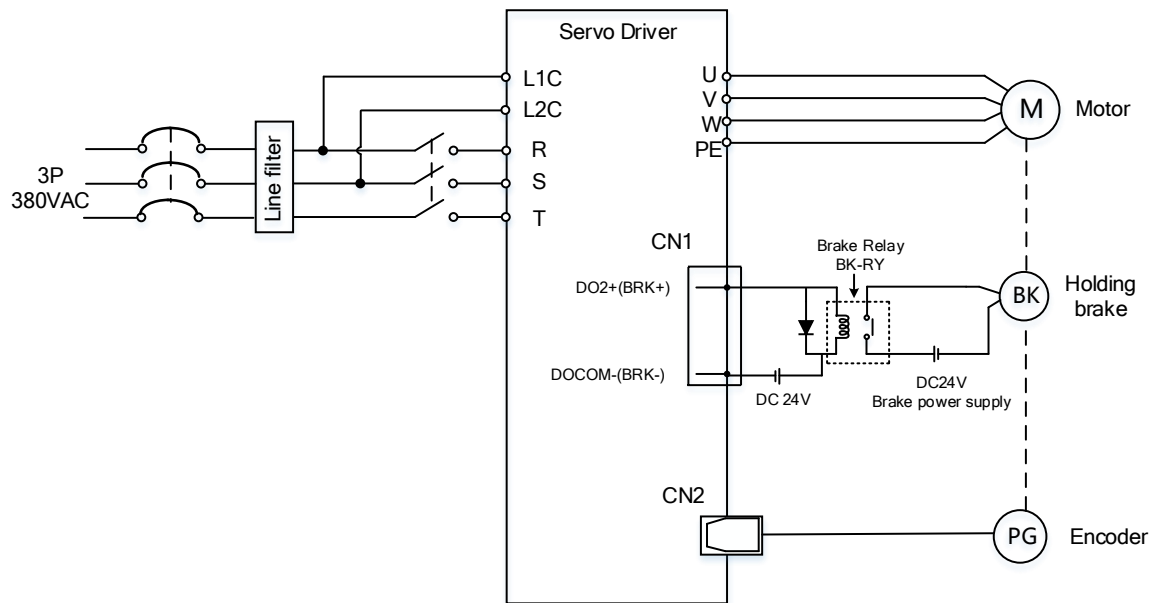 Servo Driver
L1C
L2C
R
S
T
3P
380VAC
Line filter
U
V
W
PE
M
Motor
CN1
DO2+(BRK+)
DOCOM-(BRK-)
DC 24V
Brake Relay
BK-RY
DC24V
Brake power supply
BK
Holding
brake
CN2
PG
Encoder